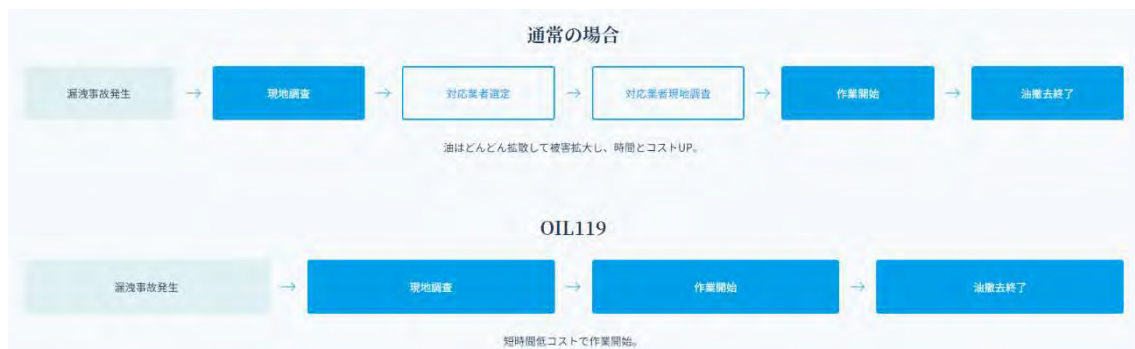 通常の場合
漏洩事故発生 → 現地調査 → 対応業者選定 → 対応業者現地調査 → 作業開始 → 油撤去終了
油はどんどん拡散して被害拡大し、時間とコストUP。
OIL119
漏洩事故発生 → 現地調査 → 作業開始 → 油撤去終了
短時間低コストで作業開始。